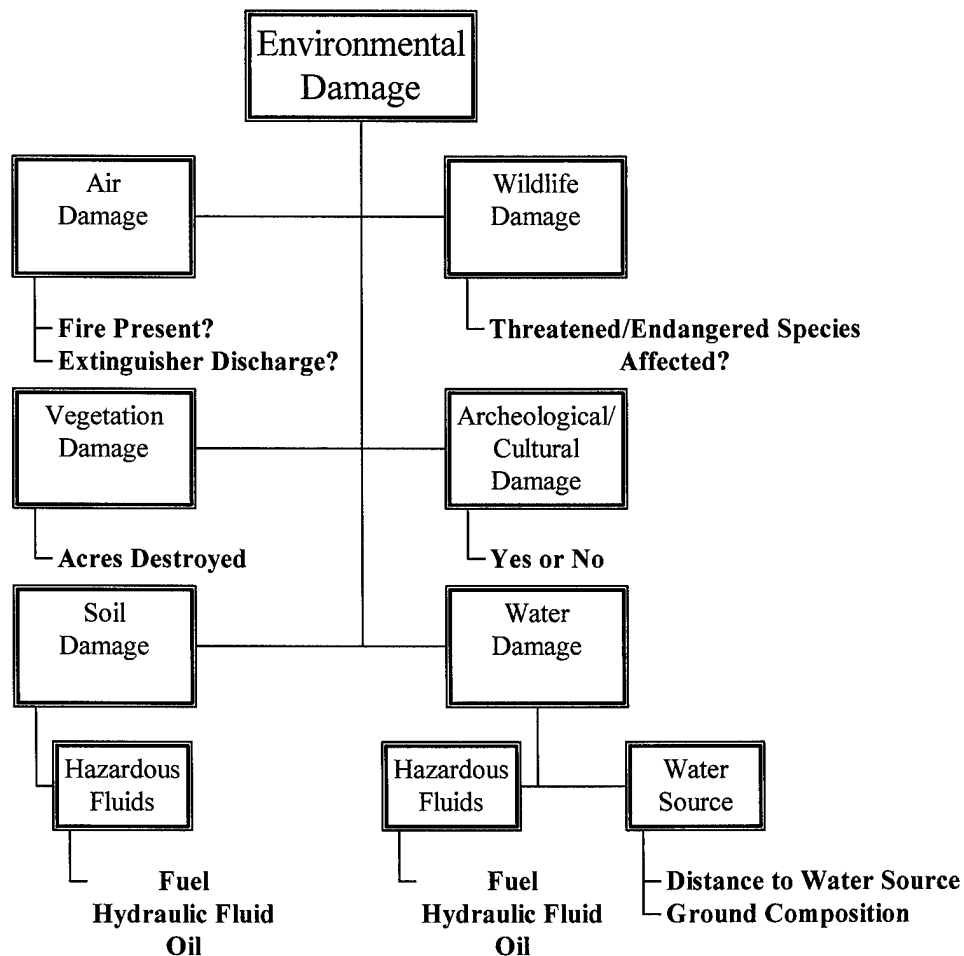 Environmental
Damage
Air
Damage
Wildlife
Damage
Fire Present?
Extinguisher Discharge?
Threatened/Endangered Species
Affected?
Vegetation
Damage
Archeological/
Cultural
Damage
Acres Destroyed
Yes or No
Soil
Damage
Water
Damage
Hazardous
Fluids
Hazardous
Fluids
Water
Source
Fuel
Hydraulic Fluid
Oil
Fuel
Hydraulic Fluid
Oil
Distance to Water Source
Ground Composition